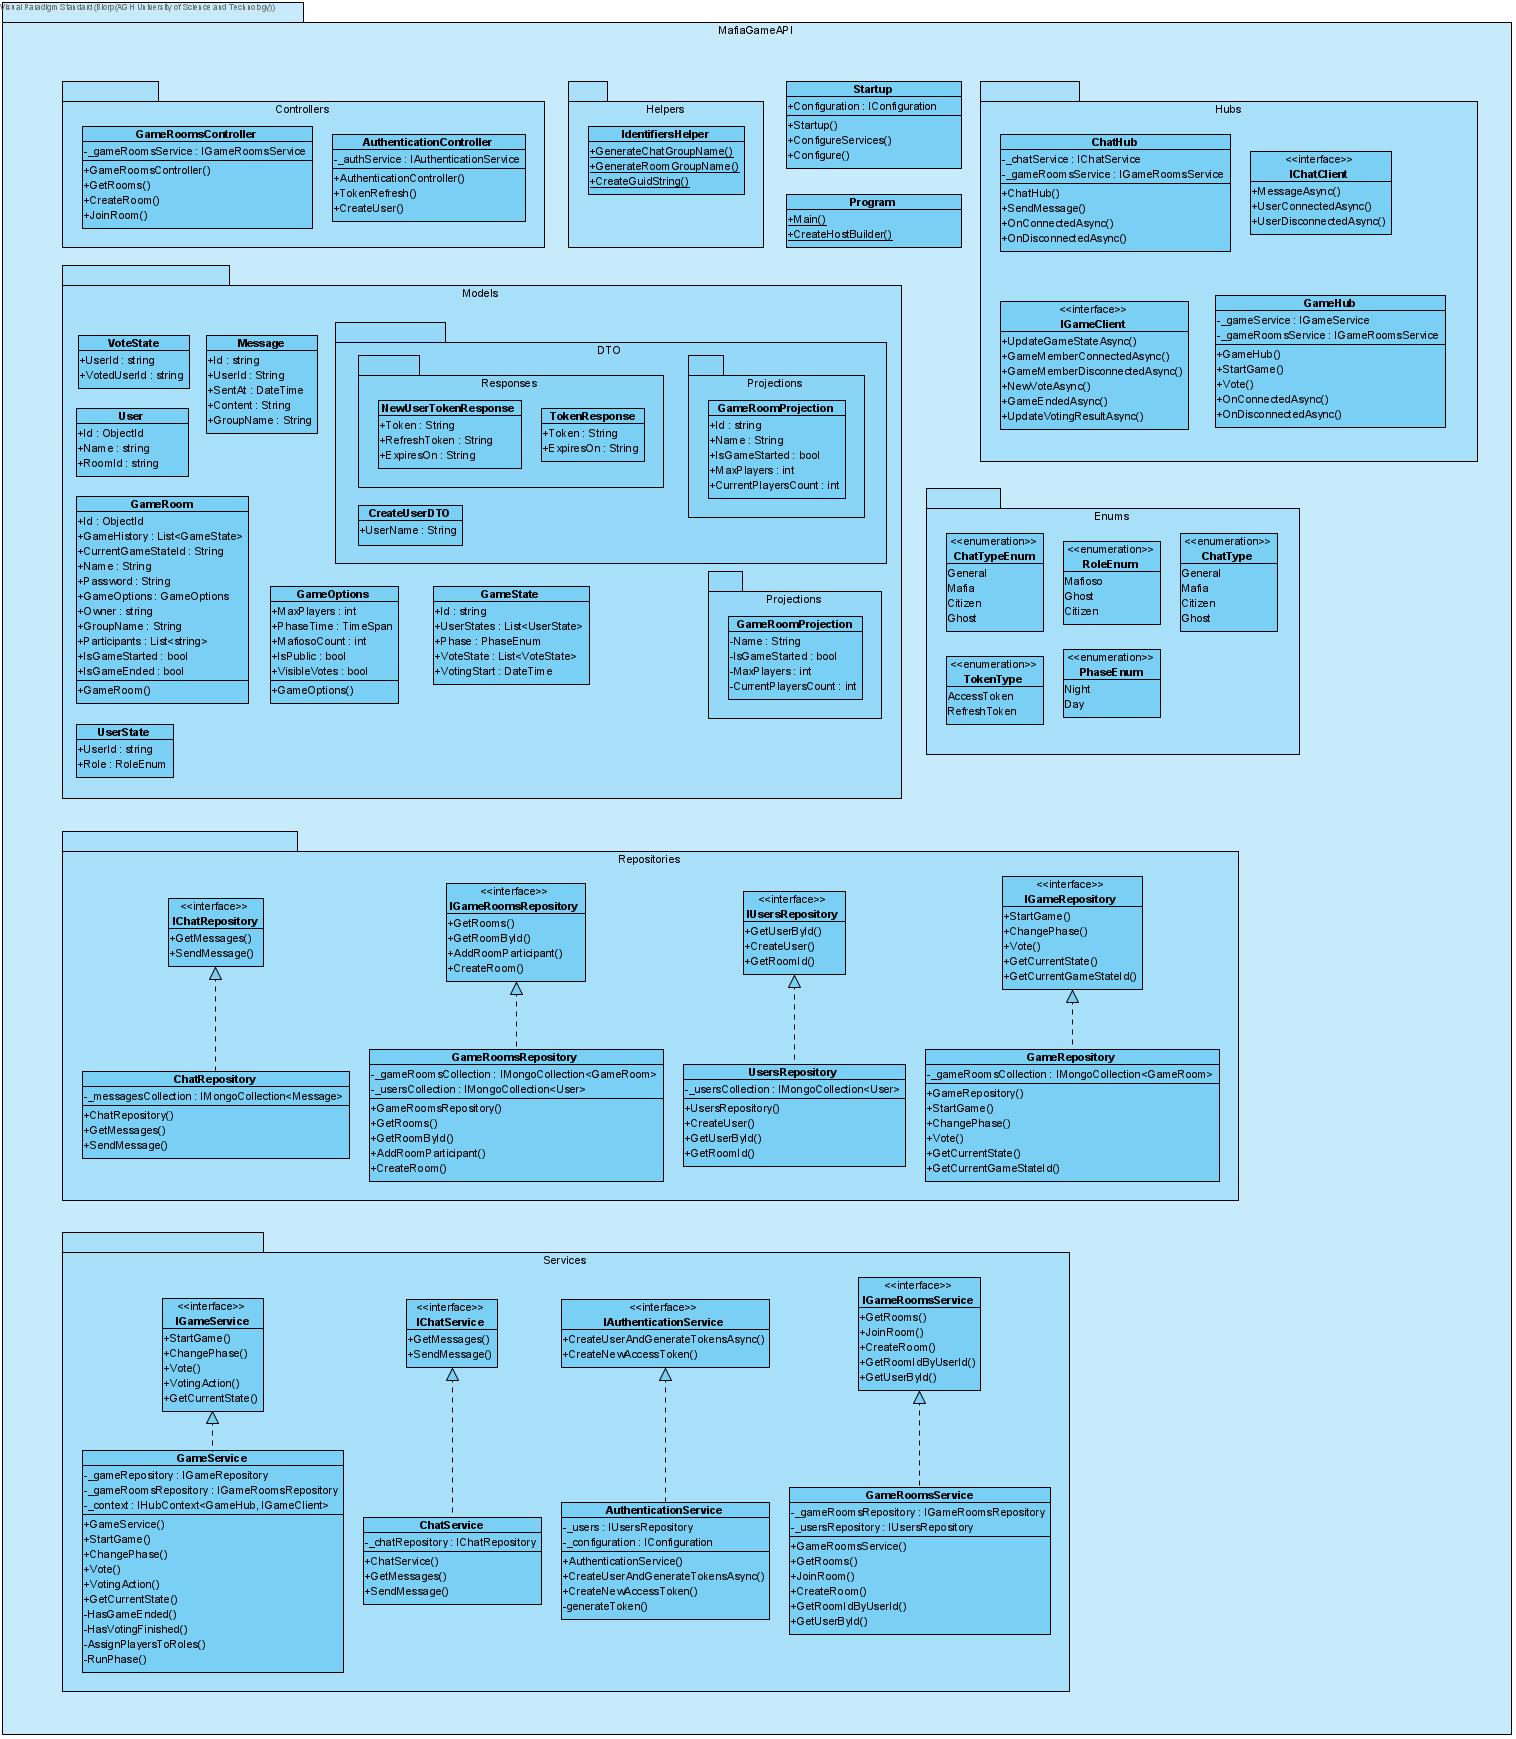 Visual Paradigm Standard (Blorp(AGH University of Science and Technology))
MafiaGameAPI
Controllers
GameRoomsController
-_gameRoomsService : IGameRoomsService
+GameRoomsController()
+GetRooms()
+CreateRoom()
+JoinRoom()
AuthenticationController
-_authService : IAuthenticationService
+AuthenticationController()
+TokenRefresh()
+CreateUser()
Helpers
IdentifiersHelper
+GenerateChatGroupName()
+GenerateRoomGroupName()
+CreateGuidString()
Startup
+Configuration : IConfiguration
+Startup()
+ConfigureServices()
+Configure()
Program
+Main()
+CreateHostBuilder()
Hubs
ChatHub
-_chatService : IChatService
-_gameRoomsService : IGameRoomsService
+ChatHub()
+SendMessage()
+OnConnectedAsync()
+OnDisconnectedAsync()
<<interface>>
IChatClient
+MessageAsync()
+UserConnectedAsync()
+UserDisconnectedAsync()
<<interface>>
IGameClient
+UpdateGameStateAsync()
+GameMemberConnectedAsync()
+GameMemberDisconnectedAsync()
+NewVoteAsync()
+GameEndedAsync()
+UpdateVotingResultAsync()
GameHub
-_gameService : IGameService
-_gameRoomsService : IGameRoomsService
+GameHub()
+StartGame()
+Vote()
+OnConnectedAsync()
+OnDisconnectedAsync()
Models
VoteState
+UserId : string
+VotedUserId : string
Message
+Id : string
+UserId : String
+SentAt : DateTime
+Content : String
+GroupName : String
User
+Id : ObjectId
+Name : string
+RoomId : string
DTO
Responses
NewUserTokenResponse
+Token : String
+RefreshToken : String
+ExpiresOn : String
TokenResponse
+Token : String
+ExpiresOn : String
Projections
GameRoomProjection
+Id : string
+Name : String
+IsGameStarted : bool
+MaxPlayers : int
+CurrentPlayersCount : int
CreateUserDTO
+UserName : String
GameRoom
+Id : ObjectId
+GameHistory : List<GameState>
+CurrentGameStateId : String
+Name : String
+Password : String
+GameOptions : GameOptions
+Owner : string
+GroupName : String
+Participants : List<string>
+IsGameStarted : bool
+IsGameEnded : bool
+GameRoom()
GameOptions
+MaxPlayers : int
+PhaseTime : TimeSpan
+MafiosoCount : int
+IsPublic : bool
+VisibleVotes : bool
+GameOptions()
GameState
+Id : string
+UserStates : List<UserState>
+Phase : PhaseEnum
+VoteState : List<VoteState>
+VotingStart : DateTime
Projections
GameRoomProjection
-Name : String
-IsGameStarted : bool
-MaxPlayers : int
-CurrentPlayersCount : int
UserState
+UserId : string
+Role : RoleEnum
Enums
<<enumeration>>
ChatTypeEnum
General
Mafia
Citizen
Ghost
<<enumeration>>
RoleEnum
Mafioso
Ghost
Citizen
<<enumeration>>
ChatType
General
Mafia
Citizen
Ghost
<<enumeration>>
TokenType
AccessToken
RefreshToken
<<enumeration>>
PhaseEnum
Night
Day
Repositories
<<interface>>
IChatRepository
+GetMessages()
+SendMessage()
<<interface>>
IGameRoomsRepository
+GetRooms()
+GetRoomById()
+AddRoomParticipant()
+CreateRoom()
<<interface>>
IUsersRepository
+GetUserById()
+CreateUser()
+GetRoomId()
<<interface>>
IGameRepository
+StartGame()
+ChangePhase()
+Vote()
+GetCurrentState()
+GetCurrentGameStateId()
ChatRepository
-_messagesCollection : IMongoCollection<Message>
+ChatRepository()
+GetMessages()
+SendMessage()
GameRoomsRepository
-_gameRoomsCollection : IMongoCollection<GameRoom>
-_usersCollection : IMongoCollection<User>
+GameRoomsRepository()
+GetRooms()
+GetRoomById()
+AddRoomParticipant()
+CreateRoom()
UsersRepository
-_usersCollection : IMongoCollection<User>
+UsersRepository()
+CreateUser()
+GetUserById()
+GetRoomId()
GameRepository
-_gameRoomsCollection : IMongoCollection<GameRoom>
+GameRepository()
+StartGame()
+ChangePhase()
+Vote()
+GetCurrentState()
+GetCurrentGameStateId()
Services
<<interface>>
IGameService
+StartGame()
+ChangePhase()
+Vote()
+VotingAction()
+GetCurrentState()
<<interface>>
IChatService
+GetMessages()
+SendMessage()
<<interface>>
IAuthenticationService
+CreateUserAndGenerateTokensAsync()
+CreateNewAccessToken()
<<interface>>
IGameRoomsService
+GetRooms()
+JoinRoom()
+CreateRoom()
+GetRoomIdByUserId()
+GetUserById()
GameService
-_gameRepository : IGameRepository
-_gameRoomsRepository : IGameRoomsRepository
-_context : IHubContext<GameHub, IGameClient>
+GameService()
+StartGame()
+ChangePhase()
+Vote()
+VotingAction()
+GetCurrentState()
-HasGameEnded()
-HasVotingFinished()
-AssignPlayersToRoles()
-RunPhase()
ChatService
-_chatRepository : IChatRepository
+ChatService()
+GetMessages()
+SendMessage()
AuthenticationService
-_users : IUsersRepository
-_configuration : IConfiguration
+AuthenticationService()
+CreateUserAndGenerateTokensAsync()
+CreateNewAccessToken()
-generateToken()
GameRoomsService
-_gameRoomsRepository : IGameRoomsRepository
-_usersRepository : IUsersRepository
+GameRoomsService()
+GetRooms()
+JoinRoom()
+CreateRoom()
+GetRoomIdByUserId()
+GetUserById()